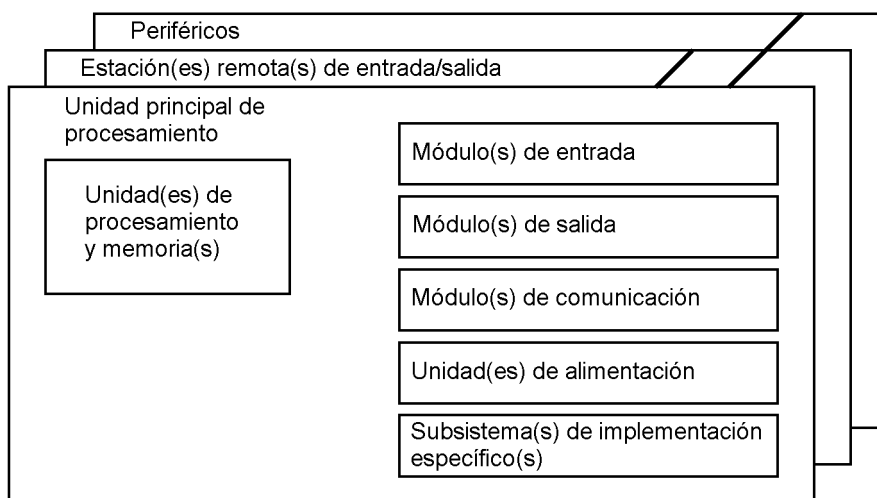 Periféricos
Estación(es) remota(s) de entrada/salida
Unidad principal de
procesamiento
Unidad(es) de
procesamiento
y memoria(s)
Módulo(s) de entrada
Módulo(s) de salida
Módulo(s) de comunicación
Unidad(es) de alimentación
Subsistema(s) de implementación
específico(s)